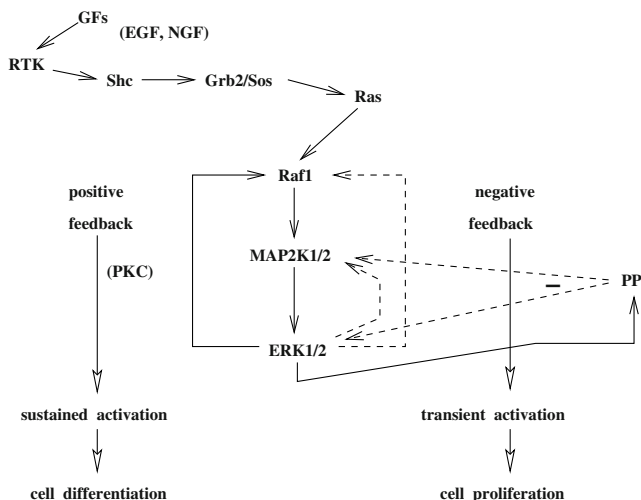 GFs
(EGF, NGF)
RTK
Shc
Grb2/Sos
Ras
Raf1
positive
feedback
negative
feedback
MAP2K1/2
(PKC)
PP
ERK1/2
sustained activation
transient activation
cell differentiation
cell proliferation